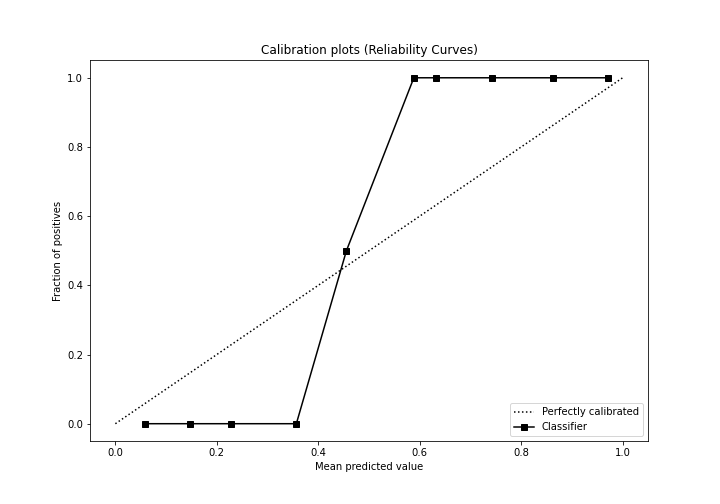 Calibration plots (Reliability Curves)
1.0
0.8
0.6
0.4
0.2
0.0
Fraction of positives
0.0 0.2 0.4 0.6 0.8 1.0
Mean predicted value
Perfectly calibrated
Classifier